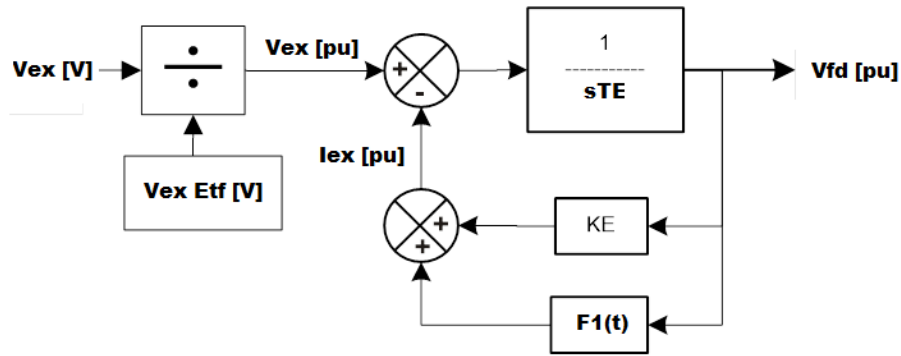 Vex [V]
÷
Vex [pu]
+
-
1
sTE
Vfd [pu]
Vex Etf [V]
Iex [pu]
+
+
KE
F1(t)